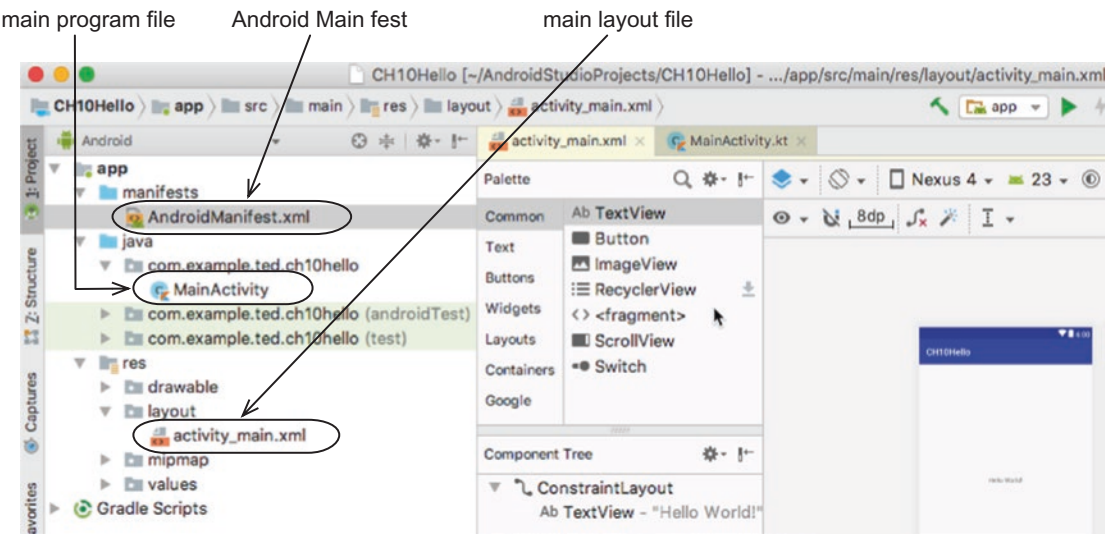 main program file
Android Main fest
main layout file
CH10Hello [~/AndroidStudioProjects/CH10Hello] - .../app/src/main/res/layout/activity_main.xml
CH10Hello app src main res layout activity_main.xml
app
1: Project
Android
activity_main.xml
MainActivity.kt
app
manifests
AndroidManifest.xml
java
com.example.ted.ch10hello
MainActivity
com.example.ted.ch10hello (androidTest)
com.example.ted.ch10hello (test)
res
drawable
layout
activity_main.xml
mipmap
values
Gradle Scripts
Z: Structure
Captures
avorites
Palette
Common
Text
Buttons
Widgets
Layouts
Containers
Google
Ab TextView
Button
ImageView
RecyclerView
<> <fragment>
ScrollView
Switch
Component Tree
ConstraintLayout
Ab TextView - "Hello World!"
Nexus 4
23
8dp
6:00
CH10Hello
Hello World!